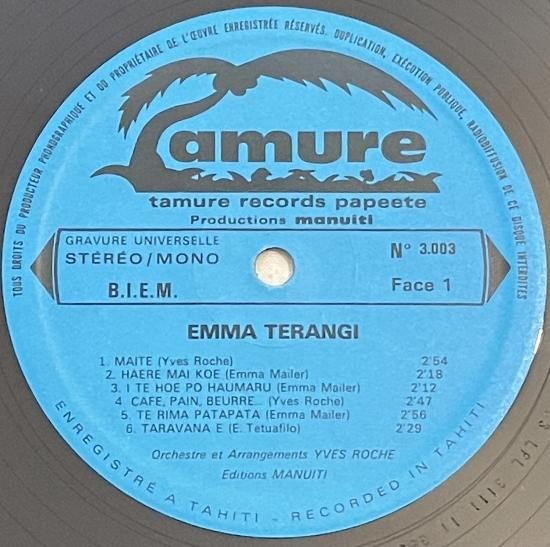 TOUS DROITS DU PRODUCTEUR PHONOGRAPHIQUE ET DU PROPRIÉTAIRE DE L'ŒUVRE ENREGISTRÉE RÉSERVÉS. DUPLICATION, EXÉCUTION PUBLIQUE, RADIODIFFUSION DE CE DISQUE INTERDITES
Tamure
tamure records papeete
Productions manuiti
GRAVURE UNIVERSELLE
STÉRÉO/MONO
N° 3.003
B.I.E.M.
Face 1
EMMA TERANGI
1. MAITE (Yves Roche) 2'54
2. HAERE MAI KOE (Emma Mailer) 2'18
3. I TE HOE PO HAUMARU (Emma Mailer) 2'12
4. CAFE, PAIN, BEURRE... (Yves Roche) 2'47
5. TE RIMA PATAPATA (Emma Mailer) 2'56
6. TARAVANA E (E. Tetuafilo) 2'29
Orchestre et Arrangements YVES ROCHE
Editions MANUITI
ENREGISTRÉ A TAHITI - RECORDED IN TAHITI
LPL 3111